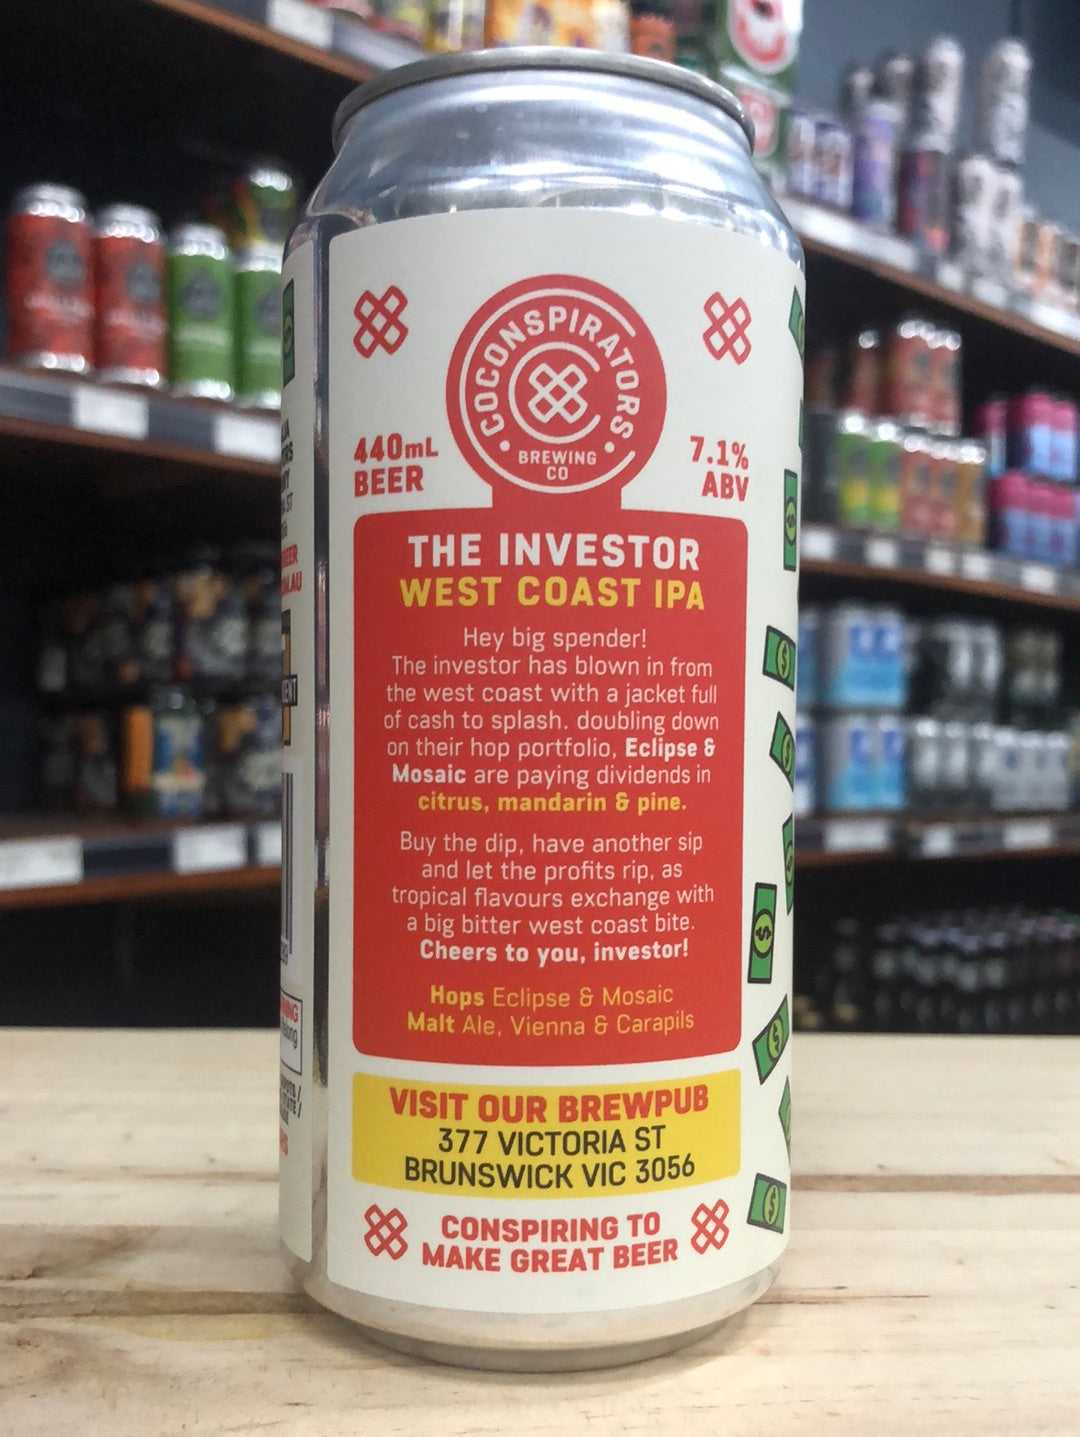 COCONSPIRATORS
BREWING
CO
440mL
BEER
7.1%
ABV
THE INVESTOR
WEST COAST IPA
Hey big spender!
The investor has blown in from
the west coast with a jacket full
of cash to splash. doubling down
on their hop portfolio, Eclipse &
Mosaic are paying dividends in
citrus, mandarin & pine.
Buy the dip, have another sip
and let the profits rip, as
tropical flavours exchange with
a big bitter west coast bite.
Cheers to you, investor!
Hops Eclipse & Mosaic
Malt Ale, Vienna & Carapils
VISIT OUR BREWPUB
377 VICTORIA ST
BRUNSWICK VIC 3056
CONSPIRING TO
MAKE GREAT BEER